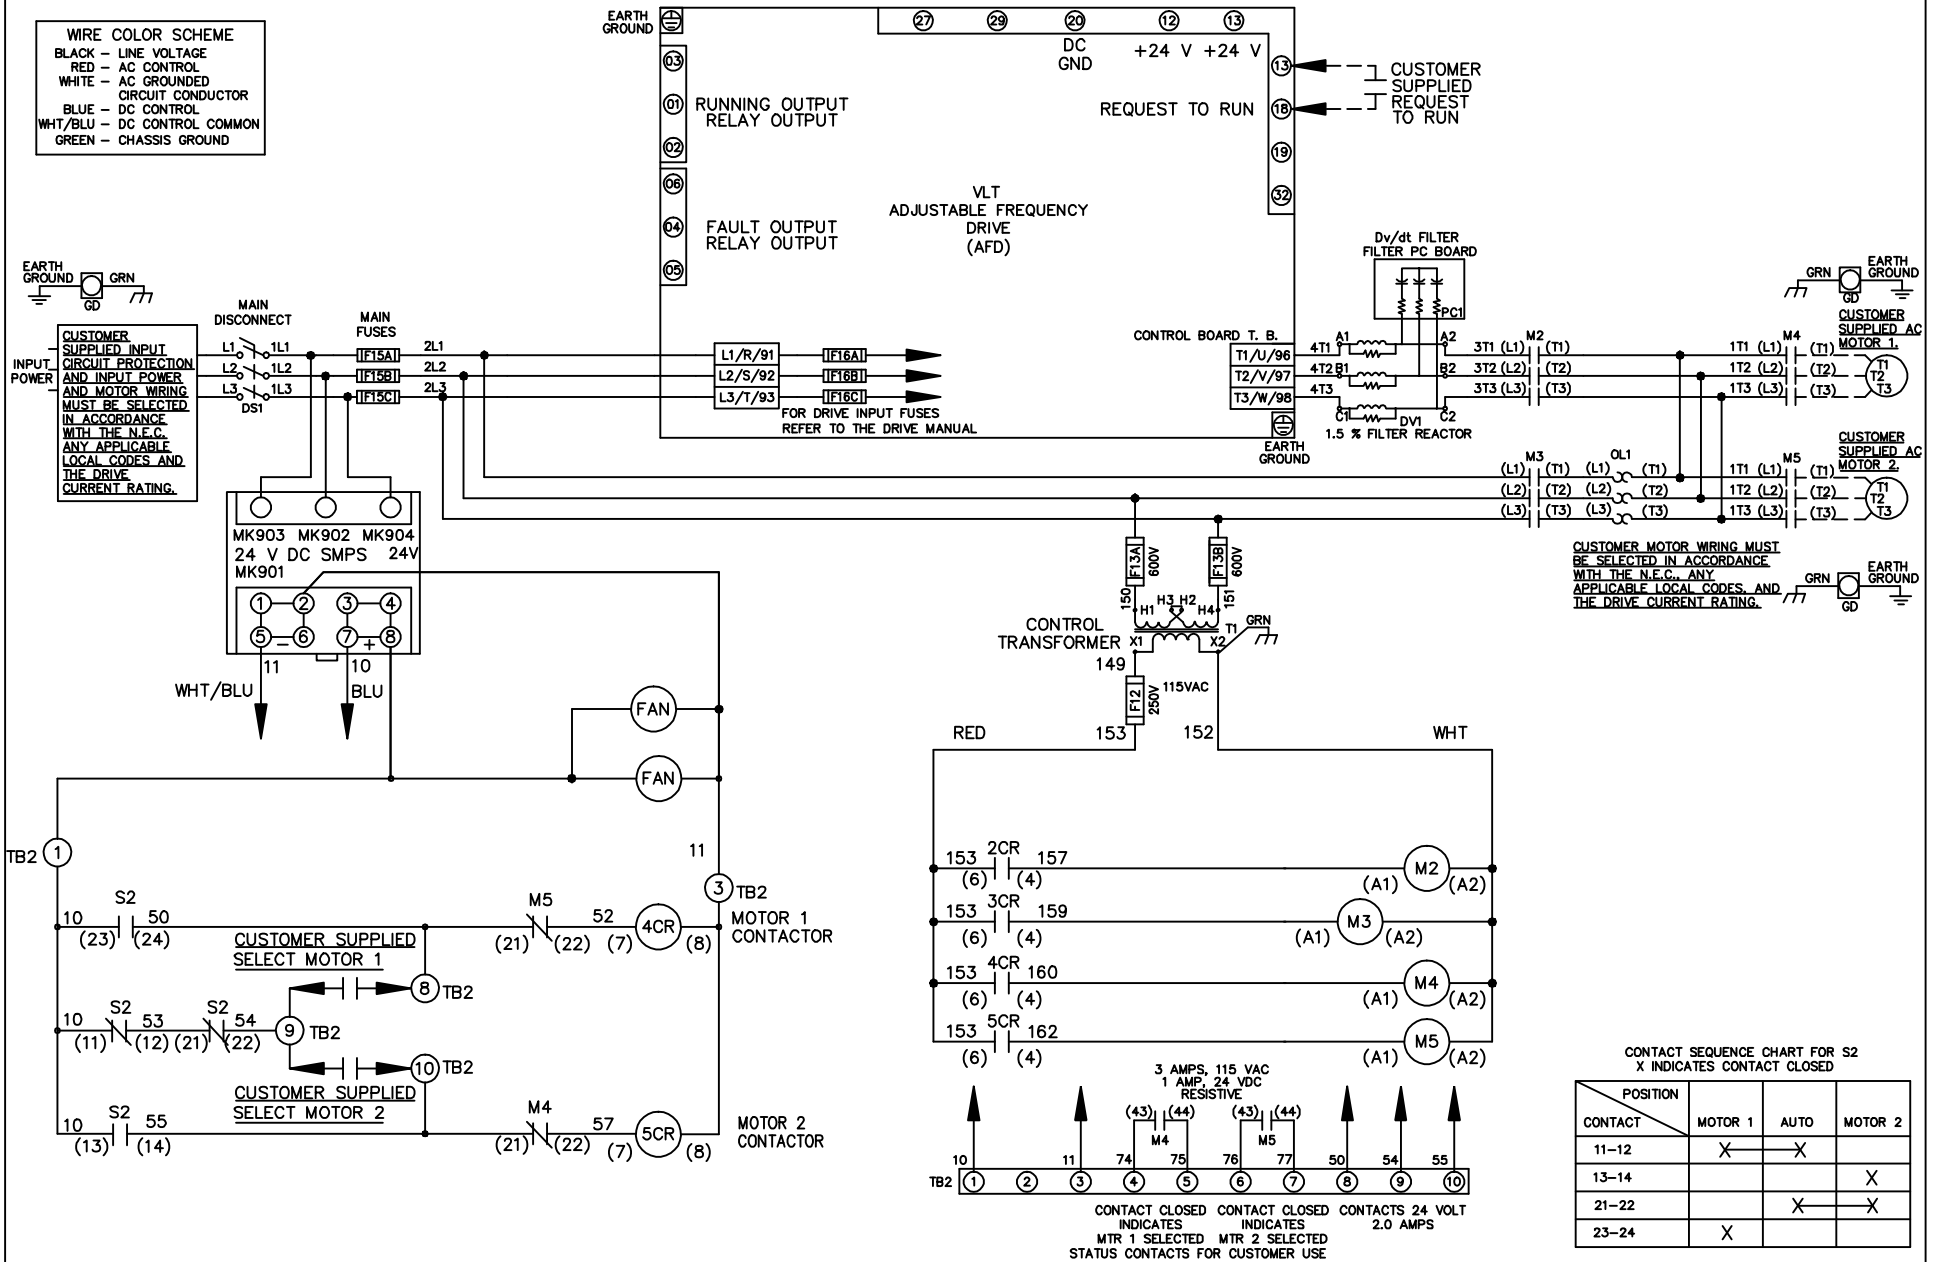 WIRE COLOR SCHEME
BLACK – LINE VOLTAGE
RED – AC CONTROL
WHITE – AC GROUNDED
CIRCUIT CONDUCTOR
BLUE – DC CONTROL
WHT/BLU – DC CONTROL COMMON
GREEN – CHASSIS GROUND
EARTH
GROUND
27 29 20 12 13
DC
GND
+24 V +24 V
03
01
02
RUNNING OUTPUT
RELAY OUTPUT
06
04
05
FAULT OUTPUT
RELAY OUTPUT
VLT
ADJUSTABLE FREQUENCY
DRIVE
(AFD)
REQUEST TO RUN
13
18
19
32
CUSTOMER
SUPPLIED
REQUEST
TO RUN
EARTH
GROUND
GRN
GD
CUSTOMER
SUPPLIED INPUT
CIRCUIT PROTECTION
AND INPUT POWER
AND MOTOR WIRING
MUST BE SELECTED
IN ACCORDANCE
WITH THE N.E.C.
ANY APPLICABLE
LOCAL CODES AND
THE DRIVE
CURRENT RATING.
INPUT
POWER
MAIN
DISCONNECT
L1 1L1
L2 1L2
L3 1L3
DS1
MAIN
FUSES
F15A 2L1
F15B 2L2
F15C 2L3
L1/R/91 F16A
L2/S/92 F16B
L3/T/93 F16C
FOR DRIVE INPUT FUSES
REFER TO THE DRIVE MANUAL
CONTROL BOARD T. B.
T1/U/96
T2/V/97
T3/W/98
EARTH
GROUND
Dv/dt FILTER
FILTER PC BOARD
PC1
4T1 A1 A2
4T2 B1 B2
4T3 C1 C2
DV1
1.5 % FILTER REACTOR
M2
3T1 (L1) (T1)
3T2 (L2) (T2)
3T3 (L3) (T3)
M4
1T1 (L1) (T1)
1T2 (L2) (T2)
1T3 (L3) (T3)
GRN
GD
EARTH
GROUND
CUSTOMER
SUPPLIED AC
MOTOR 1.
T1
T2
T3
M3 OL1
(L1) (T1) (L1) (T1)
(L2) (T2) (L2) (T2)
(L3) (T3) (L3) (T3)
M5
1T1 (L1) (T1)
1T2 (L2) (T2)
1T3 (L3) (T3)
CUSTOMER
SUPPLIED AC
MOTOR 2.
T1
T2
T3
CUSTOMER MOTOR WIRING MUST
BE SELECTED IN ACCORDANCE
WITH THE N.E.C., ANY
APPLICABLE LOCAL CODES, AND
THE DRIVE CURRENT RATING.
GRN
GD
EARTH
GROUND
MK903 MK902 MK904
24 V DC SMPS 24V
MK901
1 2 3 4
5 – 6 7 + 8
11 10
WHT/BLU BLU
FAN
FAN
TB2 1
11
3 TB2
S2
10 50
(23) (24)
M5
52
(21) (22) (7) 4CR (8)
MOTOR 1
CONTACTOR
CUSTOMER SUPPLIED
SELECT MOTOR 1
8 TB2
S2 S2
10 53 54
(11) (12) (21) (22)
9 TB2
10 TB2
CUSTOMER SUPPLIED
SELECT MOTOR 2
S2
10 55
(13) (14)
M4
57
(21) (22) (7) 5CR (8)
MOTOR 2
CONTACTOR
F13A 600V F13B 600V
150 151
H1 H3 H2 H4
CONTROL
TRANSFORMER
X1 X2 T1 GRN
149
F12 250V
115VAC
153 152
RED WHT
2CR
153 157 M2
(6) (4) (A1) (A2)
3CR
153 159 M3
(6) (4) (A1) (A2)
4CR
153 160 M4
(6) (4) (A1) (A2)
5CR
153 162 M5
(6) (4) (A1) (A2)
3 AMPS, 115 VAC
1 AMP, 24 VDC
RESISTIVE
(43) (44) (43) (44)
M4 M5
10 11 74 75 76 77 50 54 55
TB2 1 2 3 4 5 6 7 8 9 10
CONTACT CLOSED
INDICATES
MTR 1 SELECTED
CONTACT CLOSED
INDICATES
MTR 2 SELECTED
STATUS CONTACTS FOR CUSTOMER USE
CONTACTS 24 VOLT
2.0 AMPS
CONTACT SEQUENCE CHART FOR S2
X INDICATES CONTACT CLOSED
POSITION
CONTACT MOTOR 1 AUTO MOTOR 2
11–12 X X
13–14 X
21–22 X X
23–24 X